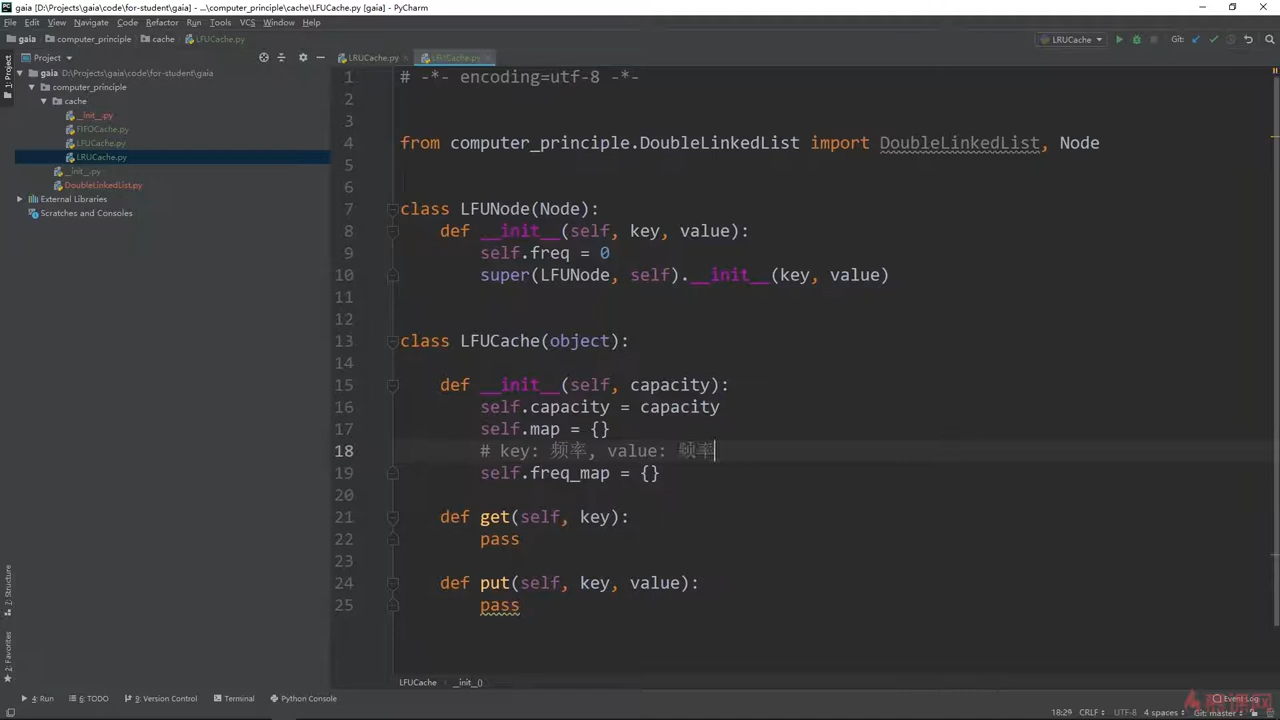 gaia [D:\Projects\gaia\code\for-student\gaia] - ...\computer_principle\cache\LFUCache.py [gaia] - PyCharm
File Edit View Navigate Code Refactor Run Tools VCS Window Help
gaia computer_principle cache LFUCache.py LRUCache Git:
1: Project
Project LRUCache.py LFUCache.py
gaia D:\Projects\gaia\code\for-student\gaia
computer_principle
cache
__init__.py
FIFOCache.py
LFUCache.py
LRUCache.py
__init__.py
DoubleLinkedList.py
External Libraries
Scratches and Consoles
1 # -*- encoding=utf-8 -*-
2
3
4 from computer_principle.DoubleLinkedList import DoubleLinkedList, Node
5
6
7 class LFUNode(Node):
8 def __init__(self, key, value):
9 self.freq = 0
10 super(LFUNode, self).__init__(key, value)
11
12
13 class LFUCache(object):
14
15 def __init__(self, capacity):
16 self.capacity = capacity
17 self.map = {}
18 # key: 频率, value: 频率
19 self.freq_map = {}
20
21 def get(self, key):
22 pass
23
24 def put(self, key, value):
25 pass
7: Structure
2: Favorites
LFUCache __init__()
4: Run 6: TODO 9: Version Control Terminal Python Console Event Log
18:29 CRLF UTF-8 4 spaces Git: master